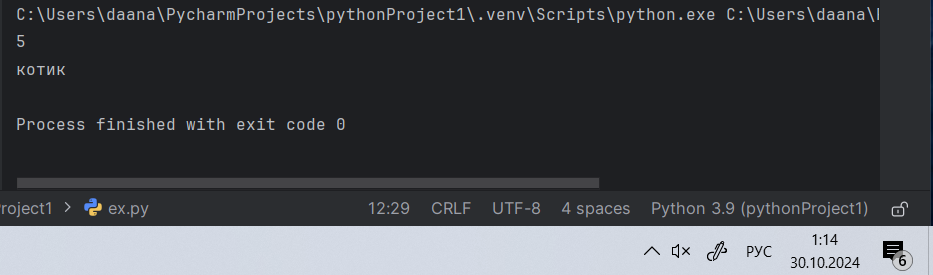 C:\Users\daana\PycharmProjects\pythonProject1\.venv\Scripts\python.exe C:\Users\daana\
5
котик
Process finished with exit code 0
roject1 > ex.py 12:29 CRLF UTF-8 4 spaces Python 3.9 (pythonProject1)
РУС 1:14
30.10.2024 6